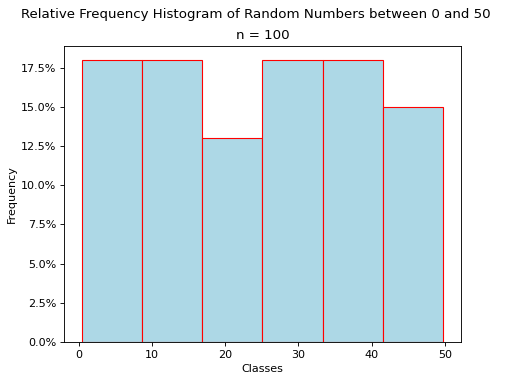 Relative Frequency Histogram of Random Numbers between 0 and 50
n = 100
17.5%
15.0%
12.5%
10.0%
7.5%
5.0%
2.5%
0.0%
Frequency
0 10 20 30 40 50
Classes